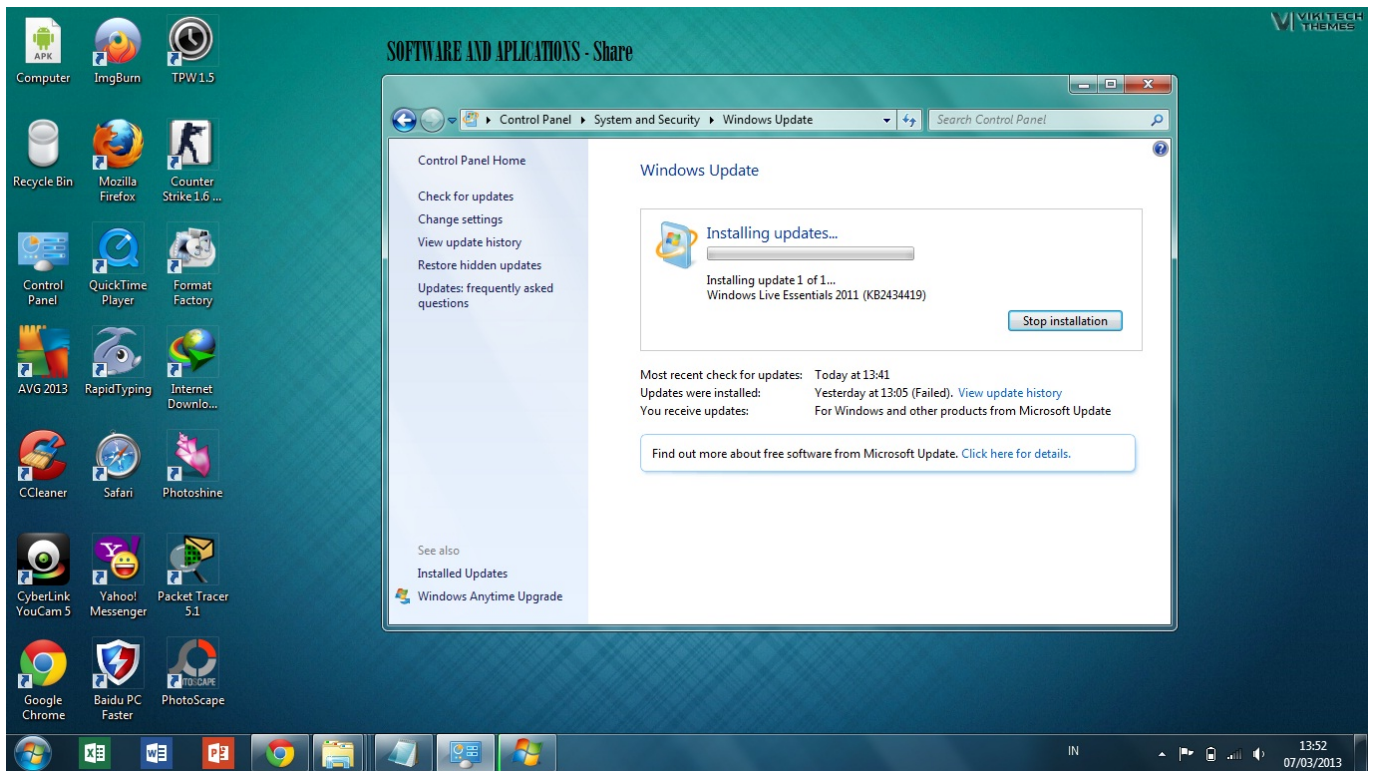 VIKITECH
THEMES
SOFTWARE AND APLICATIONS - Share
APK
Computer
ImgBurn
TPW 1.5
Recycle Bin
Mozilla
Firefox
Counter
Strike 1.6 ...
Control
Panel
QuickTime
Player
Format
Factory
AVG 2013
RapidTyping
Internet
Downlo...
CCleaner
Safari
Photoshine
CyberLink
YouCam 5
Yahoo!
Messenger
Packet Tracer
5.1
Google
Chrome
Baidu PC
Faster
PhotoScape
Control Panel
System and Security
Windows Update
Search Control Panel
Control Panel Home
Check for updates
Change settings
View update history
Restore hidden updates
Updates: frequently asked
questions
See also
Installed Updates
Windows Anytime Upgrade
Windows Update
Installing updates...
Installing update 1 of 1...
Windows Live Essentials 2011 (KB2434419)
Stop installation
Most recent check for updates: Today at 13:41
Updates were installed: Yesterday at 13:05 (Failed). View update history
You receive updates: For Windows and other products from Microsoft Update
Find out more about free software from Microsoft Update. Click here for details.
IN
13:52
07/03/2013